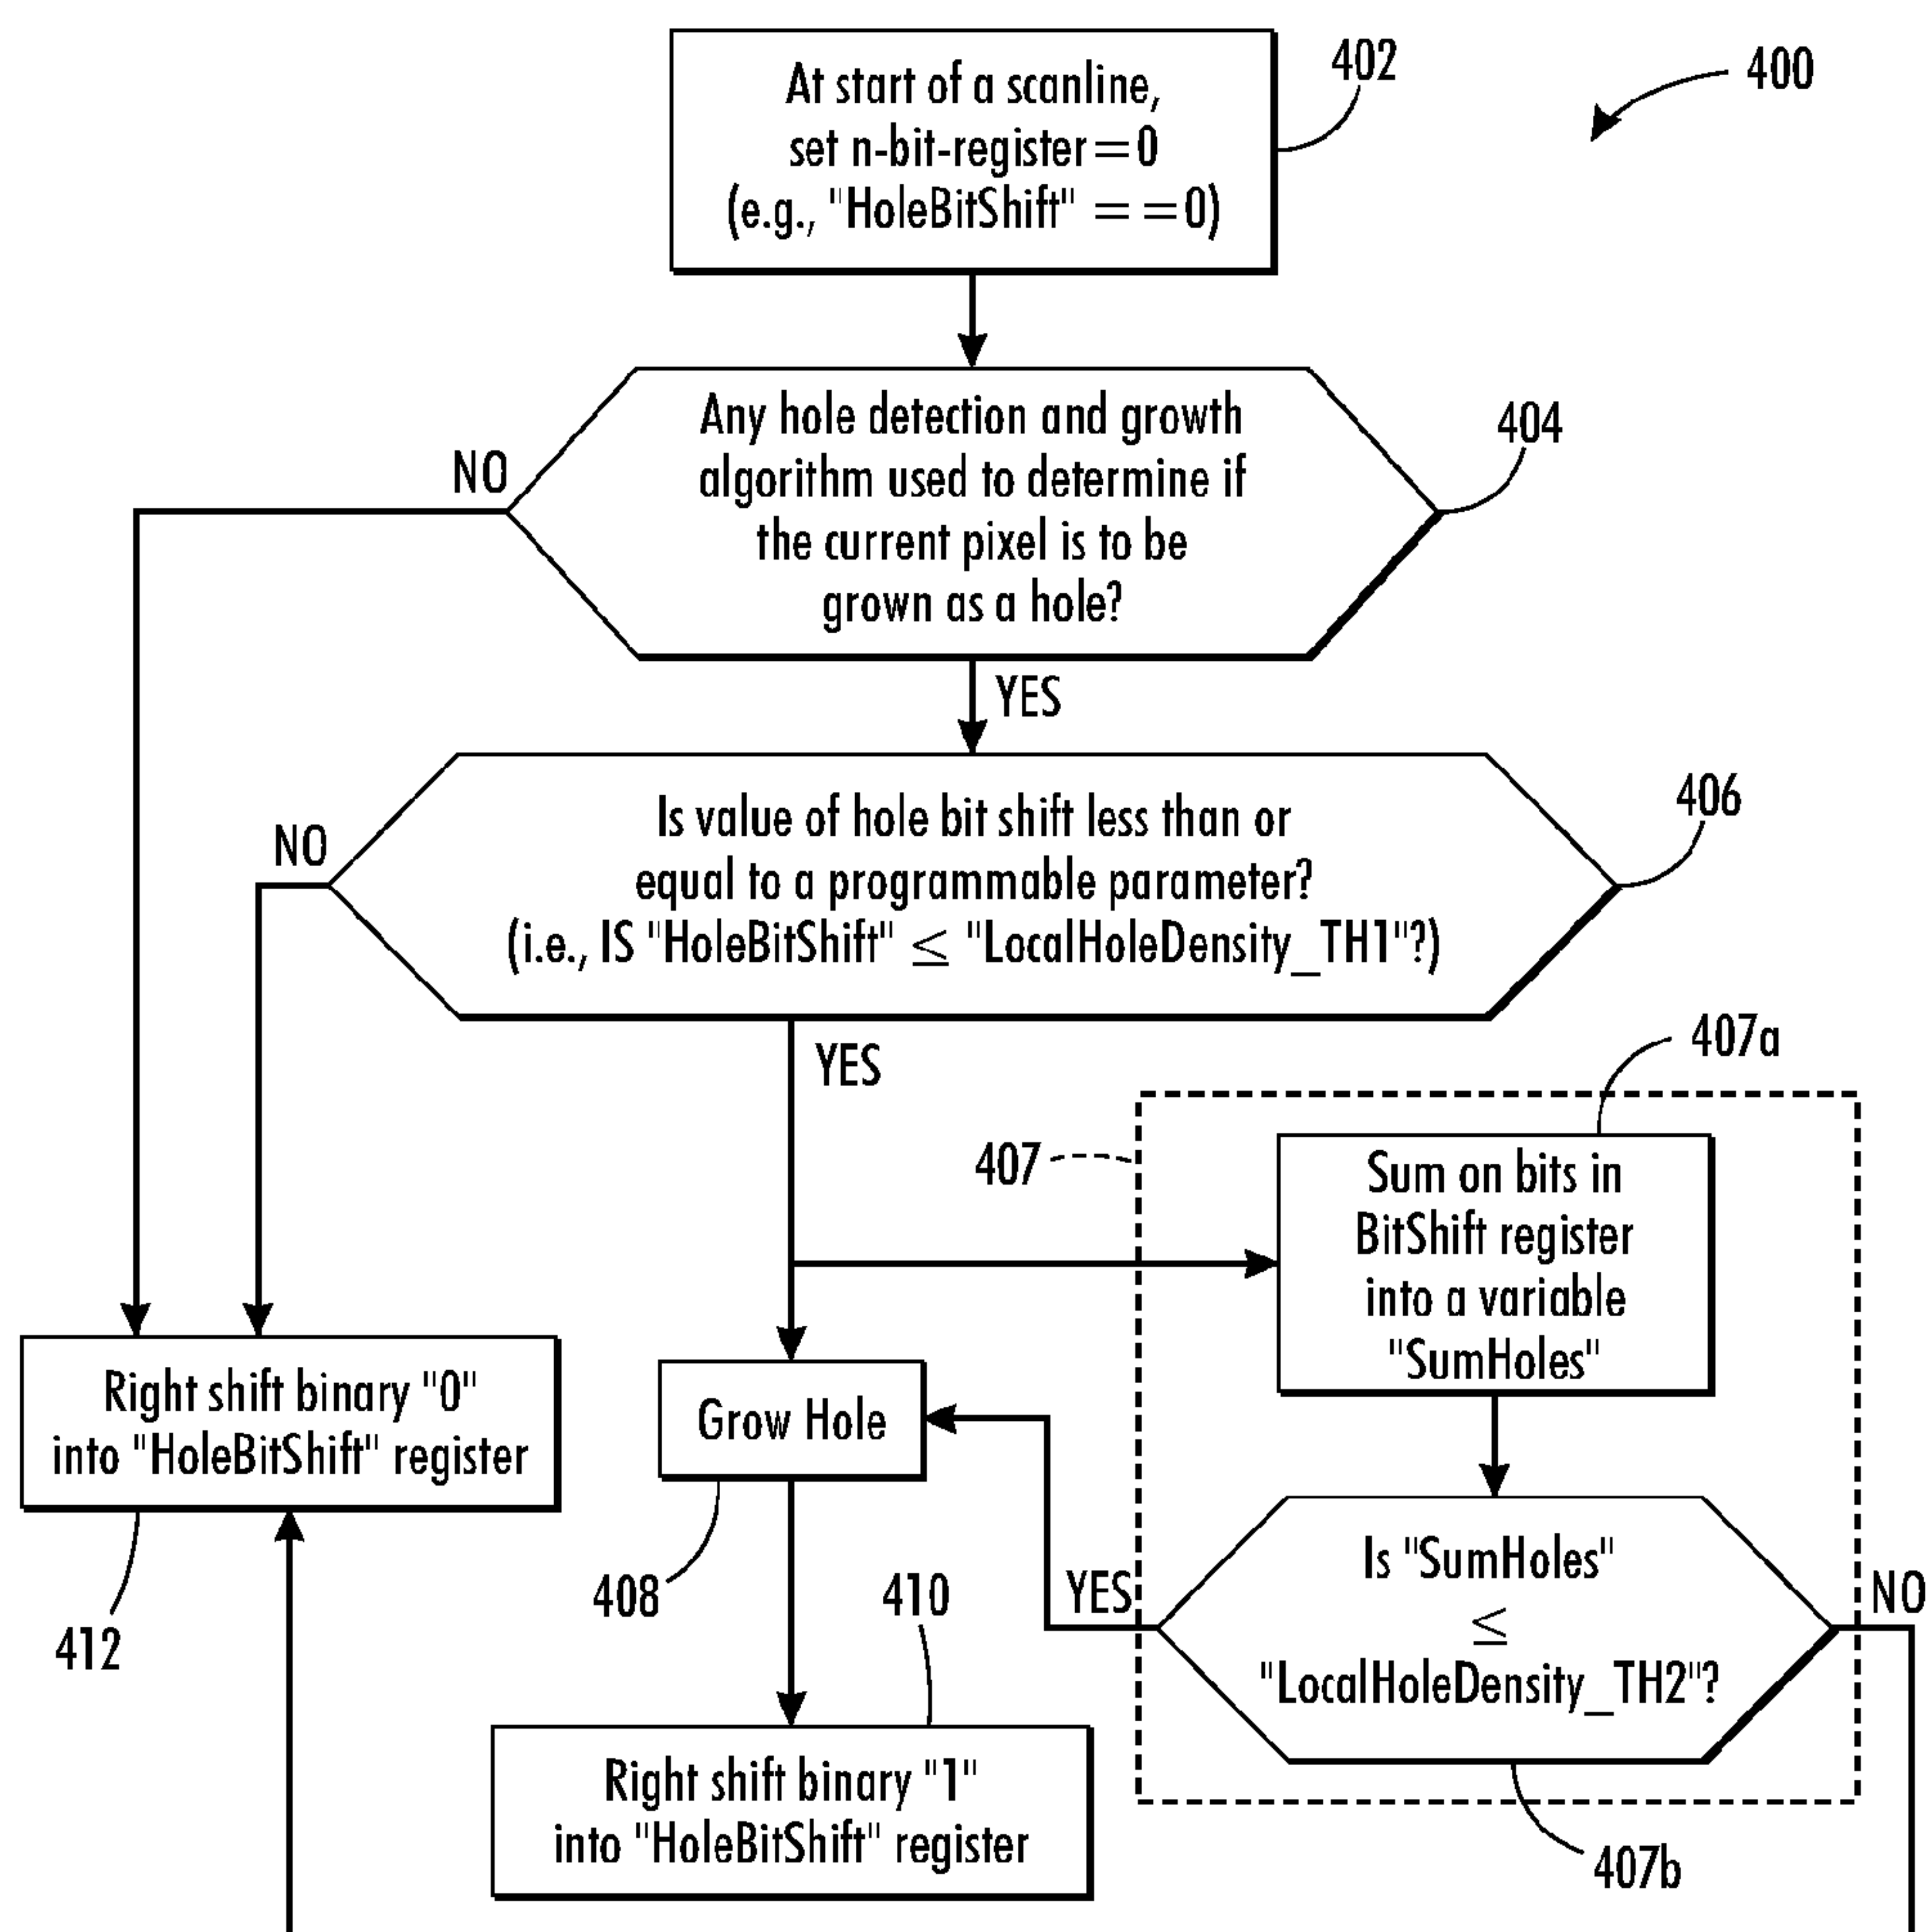 At start of a scanline,
set n-bit-register=0
(e.g., "HoleBitShift" ==0)
402
400
Any hole detection and growth
algorithm used to determine if
the current pixel is to be
grown as a hole?
404
NO
YES
Is value of hole bit shift less than or
equal to a programmable parameter?
(i.e., IS "HoleBitShift" ≤ "LocalHoleDensity_TH1"?)
406
NO
YES
407a
407
Sum on bits in
BitShift register
into a variable
"SumHoles"
Right shift binary "0"
into "HoleBitShift" register
Grow Hole
Is "SumHoles"
≤
"LocalHoleDensity_TH2"?
YES
NO
408
410
412
Right shift binary "1"
into "HoleBitShift" register
407b